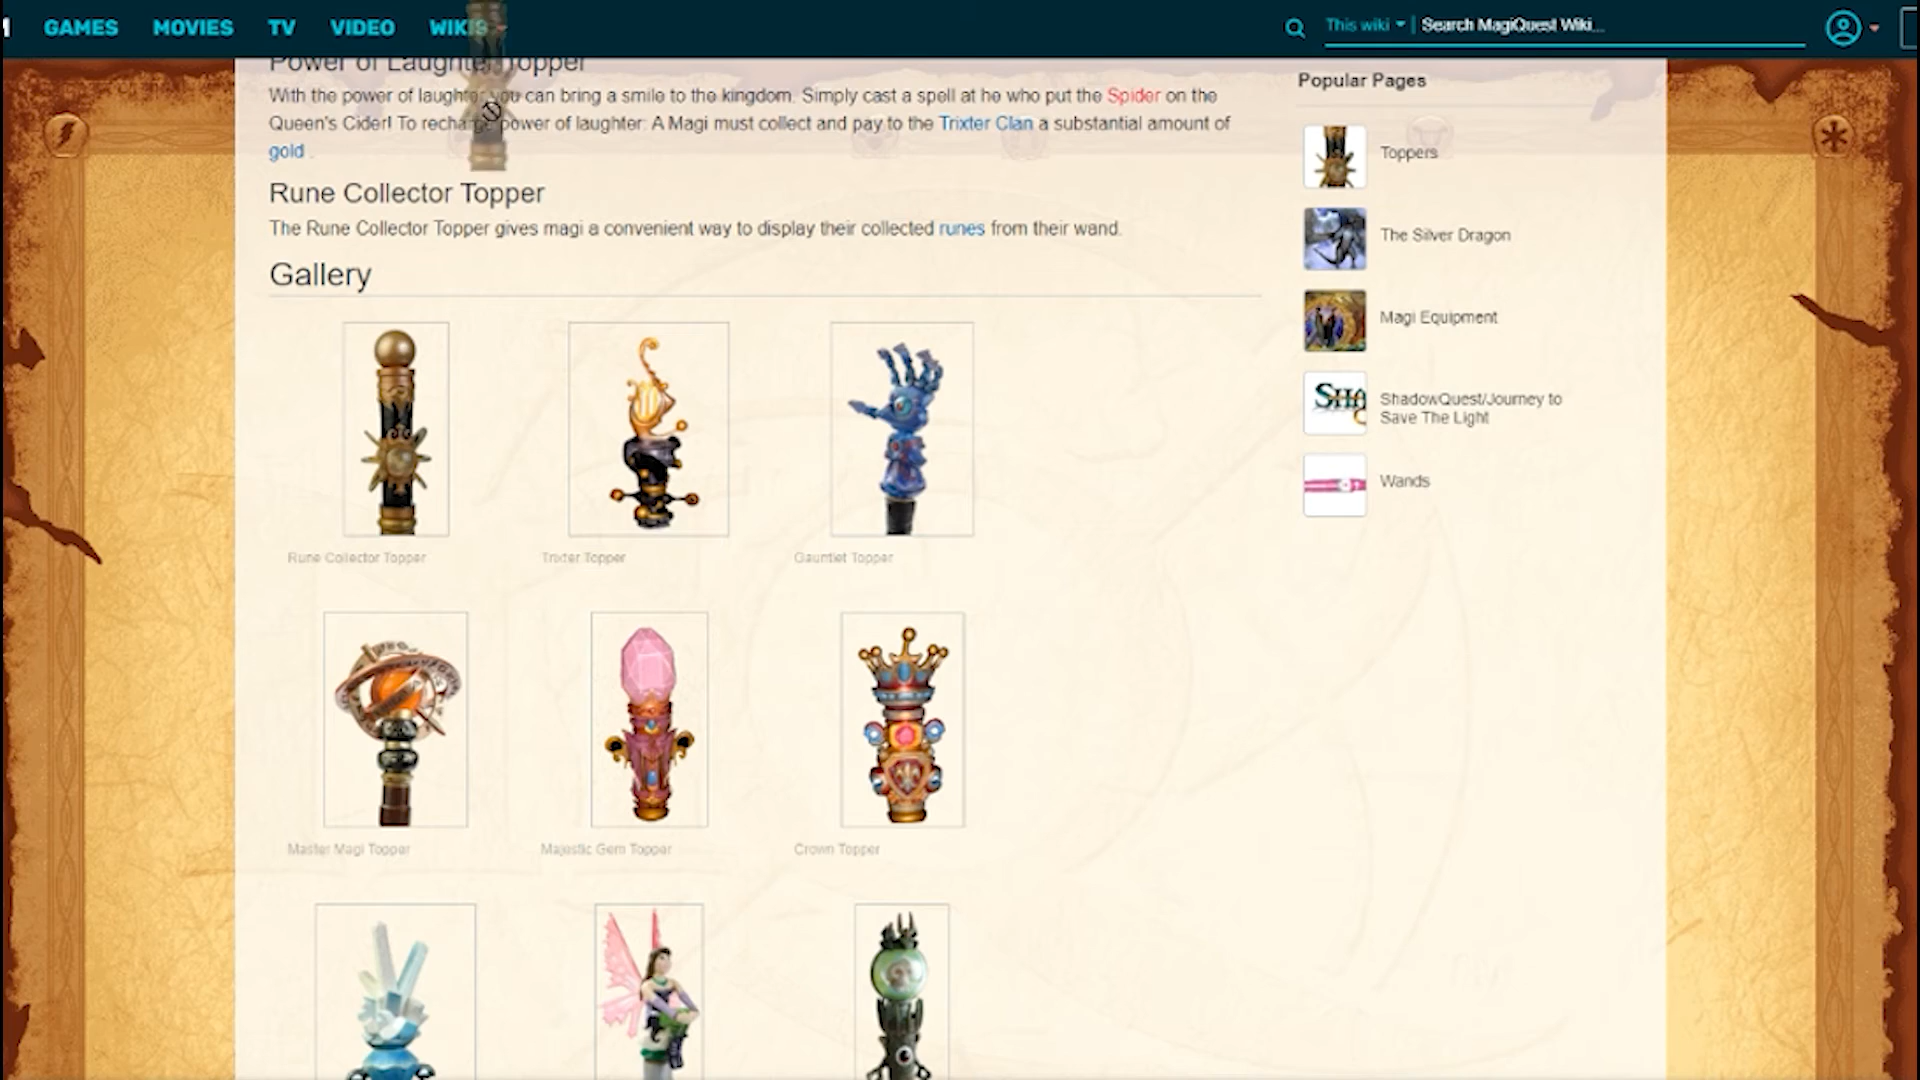 GAMES MOVIES TV VIDEO WIKIS
This wiki | Search MagiQuest Wiki...
Power of Laughter Topper
With the power of laughter you can bring a smile to the kingdom. Simply cast a spell at he who put the Spider on the
Queen's Cider! To recharge power of laughter: A Magi must collect and pay to the Trixter Clan a substantial amount of
gold .
Rune Collector Topper
The Rune Collector Topper gives magi a convenient way to display their collected runes from their wand.
Gallery
Rune Collector Topper
Trixter Topper
Gauntlet Topper
Master Magi Topper
Majestic Gem Topper
Crown Topper
Popular Pages
Toppers
The Silver Dragon
Magi Equipment
ShadowQuest/Journey to
Save The Light
Wands